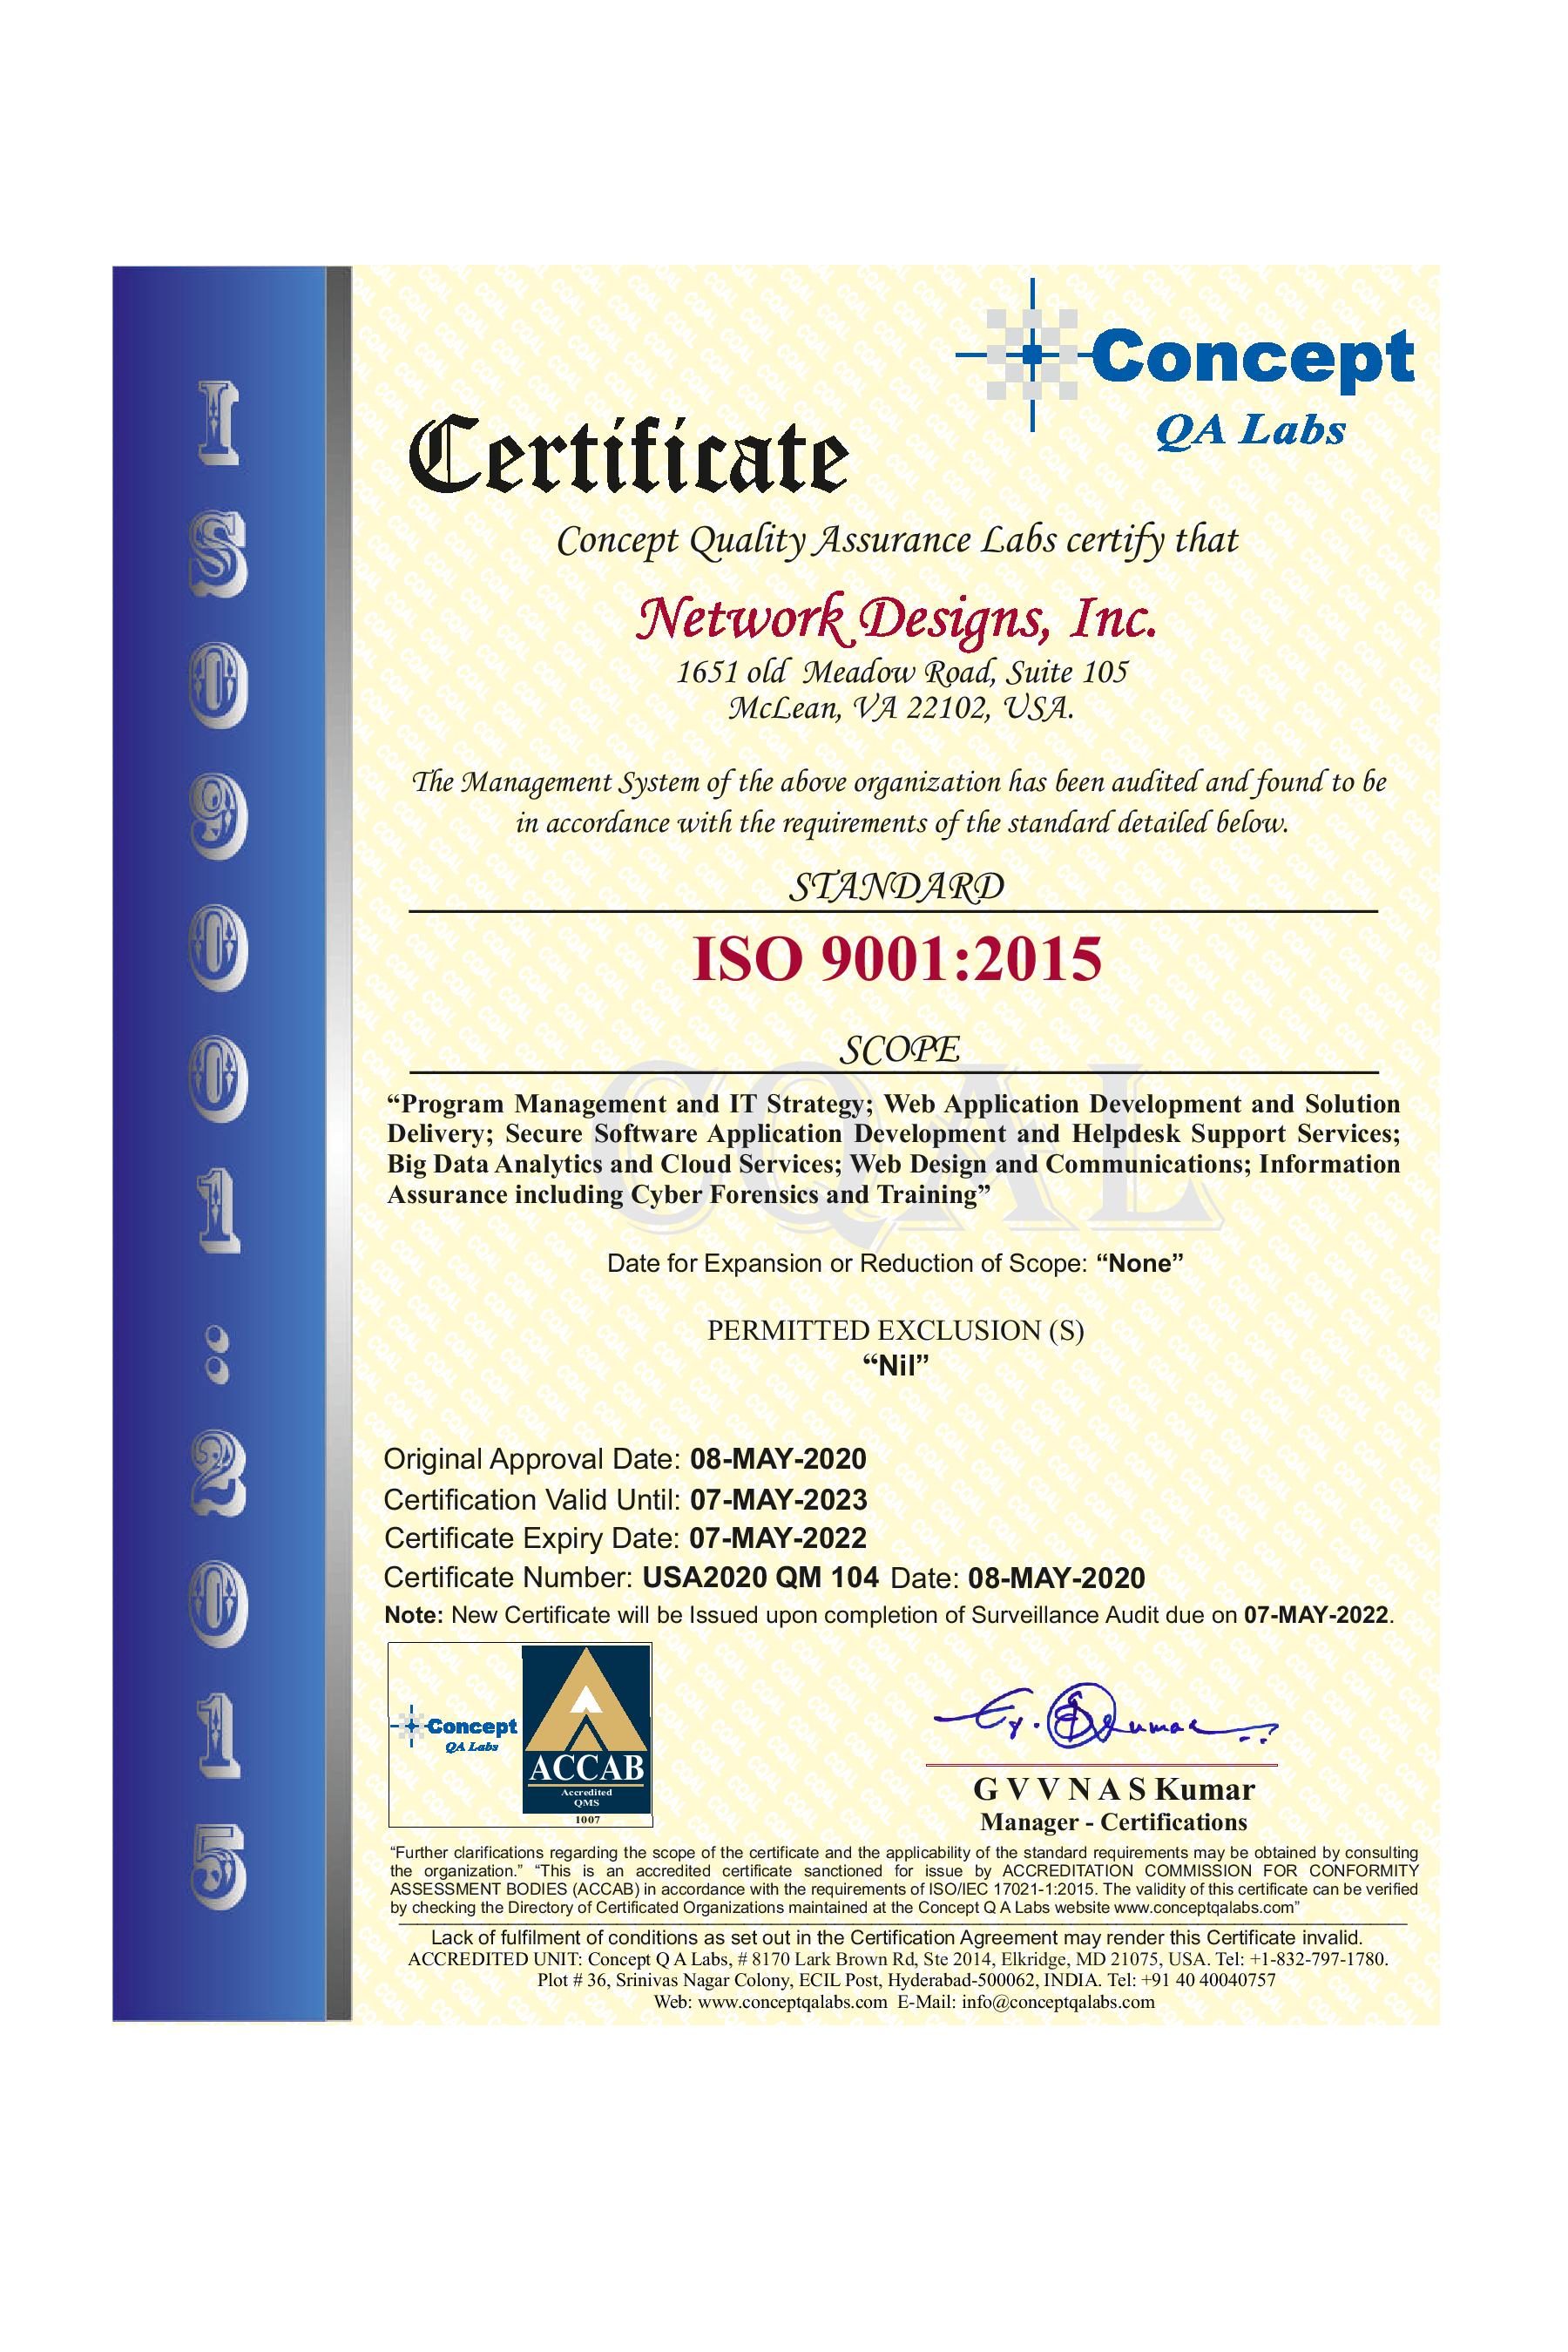 ISO9001:2015
Concept
QA Labs
Certificate
Concept Quality Assurance Labs certify that
Network Designs, Inc.
1651 old Meadow Road, Suite 105
McLean, VA 22102, USA.
The Management System of the above organization has been audited and found to be
in accordance with the requirements of the standard detailed below.
STANDARD
ISO 9001:2015
SCOPE
CQAL
“Program Management and IT Strategy; Web Application Development and Solution
Delivery; Secure Software Application Development and Helpdesk Support Services;
Big Data Analytics and Cloud Services; Web Design and Communications; Information
Assurance including Cyber Forensics and Training”
Date for Expansion or Reduction of Scope: “None”
PERMITTED EXCLUSION (S)
“Nil”
Original Approval Date: 08-MAY-2020
Certification Valid Until: 07-MAY-2023
Certificate Expiry Date: 07-MAY-2022
Certificate Number: USA2020 QM 104 Date: 08-MAY-2020
Note: New Certificate will be Issued upon completion of Surveillance Audit due on 07-MAY-2022.
Concept
QA Labs
ACCAB
Accredited
QMS
1007
G V V N A S Kumar
Manager - Certifications
“Further clarifications regarding the scope of the certificate and the applicability of the standard requirements may be obtained by consulting
the organization.” “This is an accredited certificate sanctioned for issue by ACCREDITATION COMMISSION FOR CONFORMITY
ASSESSMENT BODIES (ACCAB) in accordance with the requirements of ISO/IEC 17021-1:2015. The validity of this certificate can be verified
by checking the Directory of Certificated Organizations maintained at the Concept Q A Labs website www.conceptqalabs.com”
Lack of fulfilment of conditions as set out in the Certification Agreement may render this Certificate invalid.
ACCREDITED UNIT: Concept Q A Labs, # 8170 Lark Brown Rd, Ste 2014, Elkridge, MD 21075, USA. Tel: +1-832-797-1780.
Plot # 36, Srinivas Nagar Colony, ECIL Post, Hyderabad-500062, INDIA. Tel: +91 40 40040757
Web: www.conceptqalabs.com E-Mail: info@conceptqalabs.com